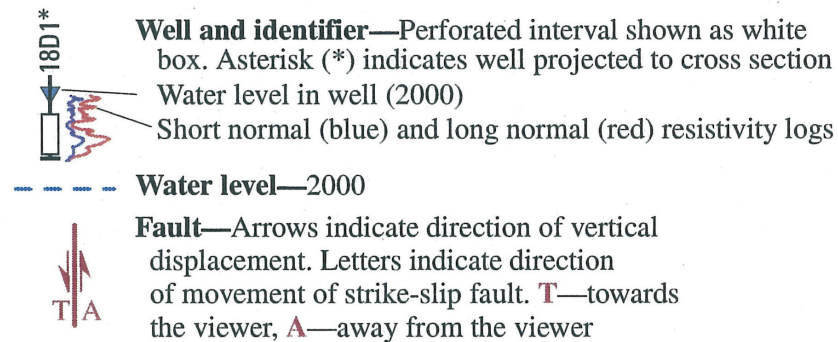 18D1*
Well and identifier—Perforated interval shown as white
box. Asterisk (*) indicates well projected to cross section
Water level in well (2000)
Short normal (blue) and long normal (red) resistivity logs
Water level—2000
Fault—Arrows indicate direction of vertical
displacement. Letters indicate direction
of movement of strike-slip fault. T—towards
the viewer, A—away from the viewer
T A